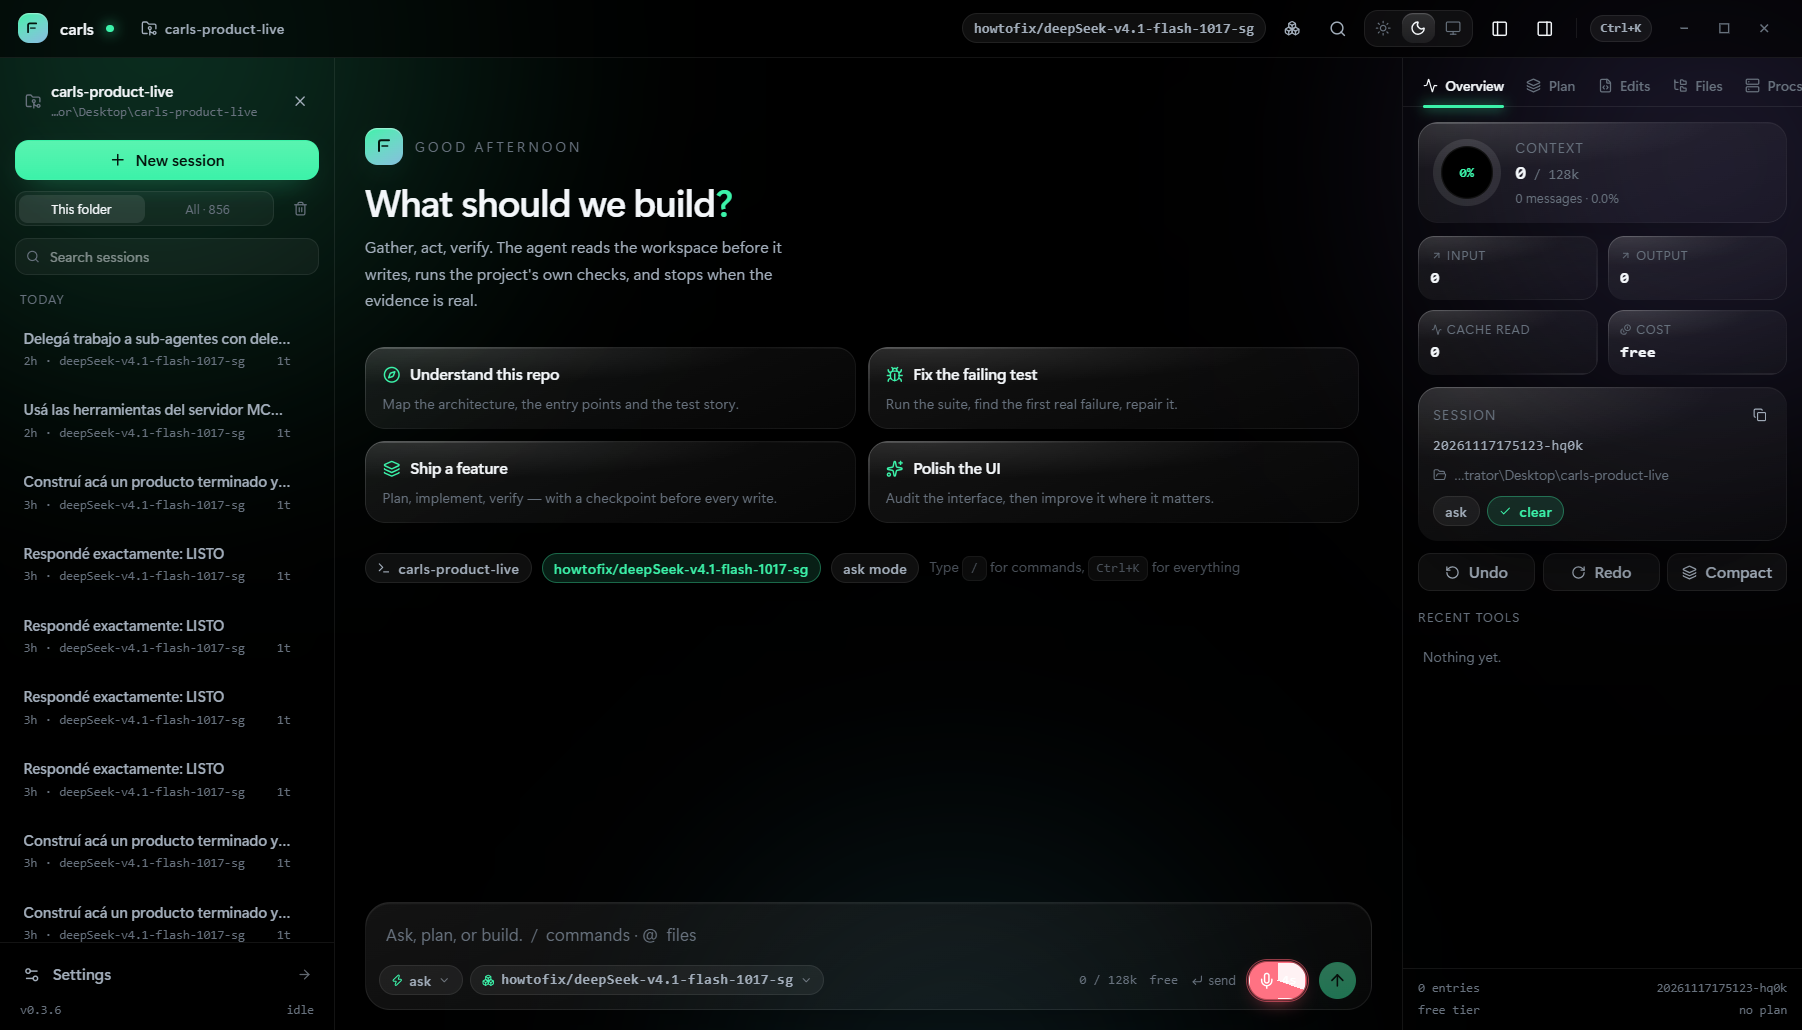 carls
carls-product-live
howtofix/deepSeek-v4.1-flash-1017-sg
Ctrl+K
carls-product-live
…or\Desktop\carls-product-live
New session
This folder
All · 856
Search sessions
TODAY
Delegá trabajo a sub-agentes con dele…
2h · deepSeek-v4.1-flash-1017-sg 1t
Usá las herramientas del servidor MC…
2h · deepSeek-v4.1-flash-1017-sg 1t
Construí acá un producto terminado y…
3h · deepSeek-v4.1-flash-1017-sg 1t
Respondé exactamente: LISTO
3h · deepSeek-v4.1-flash-1017-sg 1t
Respondé exactamente: LISTO
3h · deepSeek-v4.1-flash-1017-sg 1t
Respondé exactamente: LISTO
3h · deepSeek-v4.1-flash-1017-sg 1t
Respondé exactamente: LISTO
3h · deepSeek-v4.1-flash-1017-sg 1t
Construí acá un producto terminado y…
3h · deepSeek-v4.1-flash-1017-sg 1t
Construí acá un producto terminado y…
3h · deepSeek-v4.1-flash-1017-sg 1t
Settings
v0.3.6
idle
F
GOOD AFTERNOON
What should we build?
Gather, act, verify. The agent reads the workspace before it
writes, runs the project's own checks, and stops when the
evidence is real.
Understand this repo
Map the architecture, the entry points and the test story.
Fix the failing test
Run the suite, find the first real failure, repair it.
Ship a feature
Plan, implement, verify — with a checkpoint before every write.
Polish the UI
Audit the interface, then improve it where it matters.
carls-product-live
howtofix/deepSeek-v4.1-flash-1017-sg
ask mode
Type / for commands, Ctrl+K for everything
Ask, plan, or build. / commands · @ files
ask
howtofix/deepSeek-v4.1-flash-1017-sg
0 / 128k
free
send
Overview
Plan
Edits
Files
Procs
0%
CONTEXT
0 / 128k
0 messages · 0.0%
INPUT
0
OUTPUT
0
CACHE READ
0
COST
free
SESSION
20261117175123-hq0k
…trator\Desktop\carls-product-live
ask
clear
Undo
Redo
Compact
RECENT TOOLS
Nothing yet.
0 entries
20261117175123-hq0k
free tier
no plan